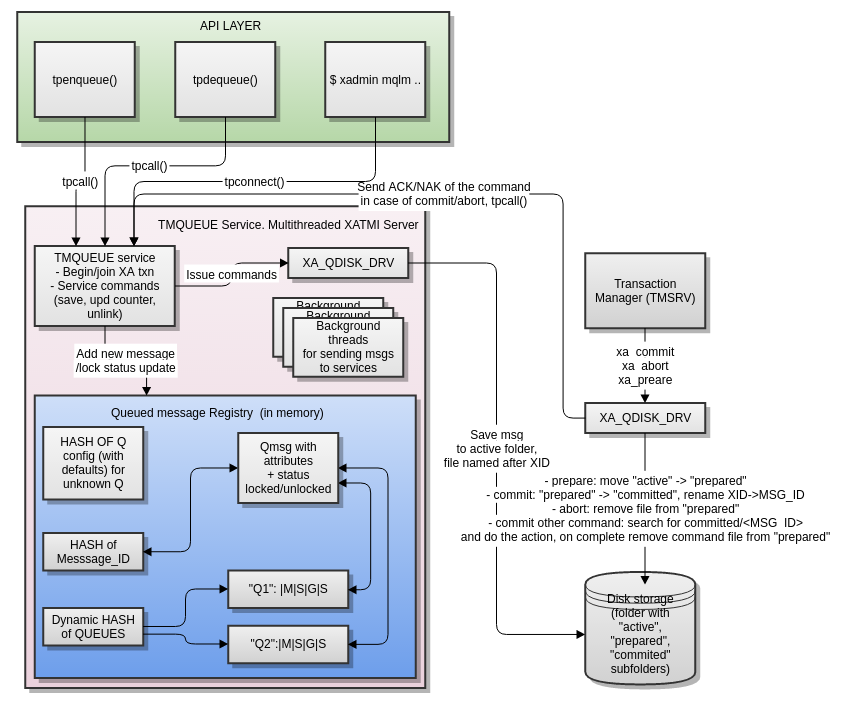 API LAYER
tpenqueue()
tpdequeue()
$ xadmin mqlm ..
tpcall()
tpcall()
tpconnect()
Send ACK/NAK of the command
in case of commit/abort, tpcall()
TMQUEUE Service. Multithreaded XATMI Server
TMQUEUE service
- Begin/join XA txn
- Service commands
(save, upd counter,
unlink)
Issue commands
XA_QDISK_DRV
Background
Background
Background
threads
for sending msgs
to services
Add new message
/lock status update
Transaction
Manager (TMSRV)
xa_commit
xa_abort
xa_preare
XA_QDISK_DRV
Queued message Registry  (in memory)
HASH OF Q
config (with
defaults) for
unknown Q
Qmsg with
attributes
+ status
locked/unlocked
HASH of
Messsage_ID
Dynamic HASH
of QUEUES
"Q1": |M|S|G|S
"Q2":|M|S|G|S
Save msg
to active folder,
file named after XID
- prepare: move "active" -> "prepared"
- commit: "prepared" -> "committed", rename XID->MSG_ID
- abort: remove file from "prepared"
- commit other command: search for committed/<MSG_ID>
and do the action, on complete remove command file from "prepared"
Disk storage
(folder with
"active",
"prepared",
"commited"
subfolders)